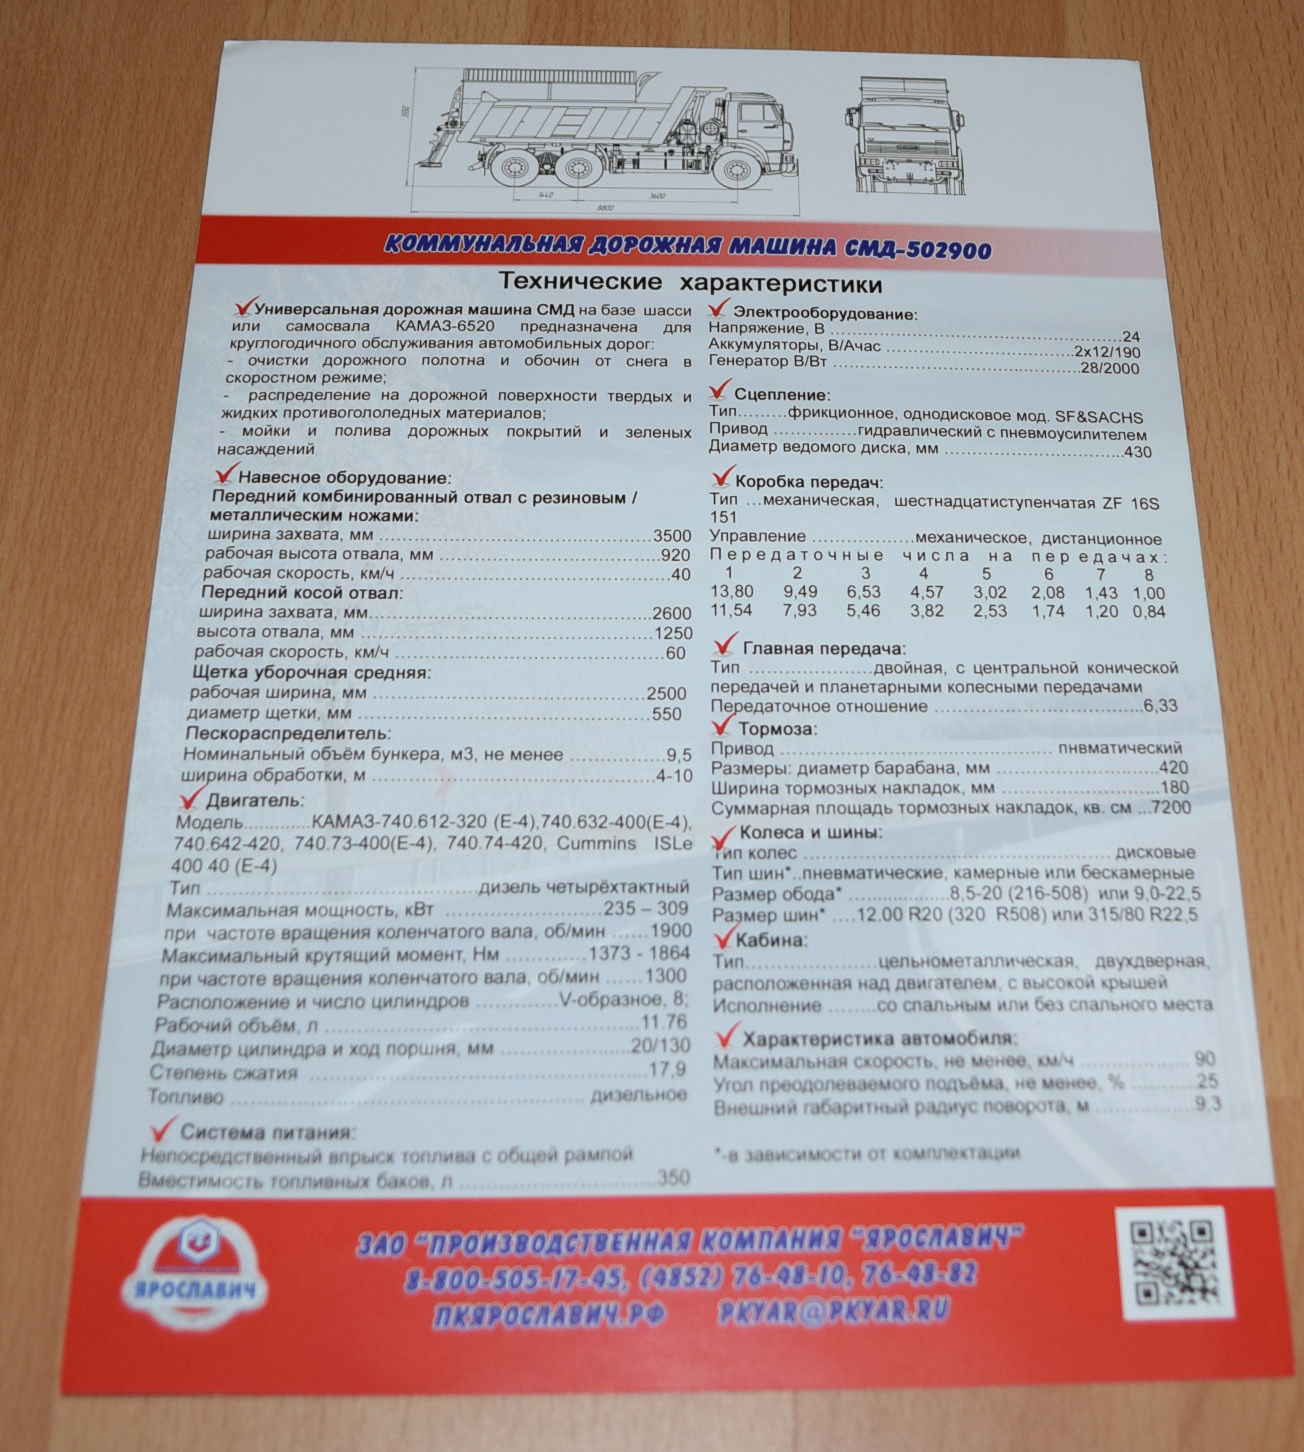 1440
3600
8800
КОММУНАЛЬНАЯ ДОРОЖНАЯ МАШИНА СМД-502900
Технические характеристики
Универсальная дорожная машина СМД на базе шасси
или самосвала КАМАЗ-6520 предназначена для
круглогодичного обслуживания автомобильных дорог:
- очистки дорожного полотна и обочин от снега в
скоростном режиме;
- распределение на дорожной поверхности твердых и
жидких противогололедных материалов;
- мойки и полива дорожных покрытий и зеленых
насаждений
Навесное оборудование:
Передний комбинированный отвал с резиновым /
металлическим ножами:
ширина захвата, мм ........ 3500
рабочая высота отвала, мм ........ 920
рабочая скорость, км/ч ........ 40
Передний косой отвал:
ширина захвата, мм ........ 2600
высота отвала, мм ........ 1250
рабочая скорость, км/ч ........ 60
Щетка уборочная средняя:
рабочая ширина, мм ........ 2500
диаметр щетки, мм ........ 550
Пескораспределитель:
Номинальный объём бункера, м3, не менее ........ 9,5
ширина обработки, м ........ 4-10
Двигатель:
Модель.............КАМАЗ-740.612-320 (Е-4),740.632-400(Е-4),
740.642-420, 740.73-400(Е-4), 740.74-420, Cummins ISLe
400 40 (Е-4)
Тип ........ дизель четырёхтактный
Максимальная мощность, кВт ........ 235 – 309
при частоте вращения коленчатого вала, об/мин ......1900
Максимальный крутящий момент, Нм ........ 1373 - 1864
при частоте вращения коленчатого вала, об/мин ......1300
Расположение и число цилиндров ........ V-образное, 8;
Рабочий объём, л ........ 11.76
Диаметр цилиндра и ход поршня, мм ........ 20/130
Степень сжатия ........ 17,9
Топливо ........ дизельное
Система питания:
Непосредственный впрыск топлива с общей рампой
Вместимость топливных баков, л ........ 350
Электрооборудование:
Напряжение, В ........ 24
Аккумуляторы, В/Ачас ........ 2х12/190
Генератор В/Вт ........ 28/2000
Сцепление:
Тип.........фрикционное, однодисковое мод. SF&SACHS
Привод ...............гидравлический с пневмоусилителем
Диаметр ведомого диска, мм ........ 430
Коробка передач:
Тип ...механическая, шестнадцатиступенчатая ZF 16S
151
Управление ........ механическое, дистанционное
Передаточные числа на передачах:
1 2 3 4 5 6 7 8
13,80 9,49 6,53 4,57 3,02 2,08 1,43 1,00
11,54 7,93 5,46 3,82 2,53 1,74 1,20 0,84
Главная передача:
Тип ........ двойная, с центральной конической
передачей и планетарными колесными передачами
Передаточное отношение ........ 6,33
Тормоза:
Привод ........ пнвматический
Размеры: диаметр барабана, мм ........ 420
Ширина тормозных накладок, мм ........ 180
Суммарная площадь тормозных накладок, кв. см ...7200
Колеса и шины:
Тип колес ........ дисковые
Тип шин*..пневматические, камерные или бескамерные
Размер обода* ........ 8,5-20 (216-508) или 9,0-22,5
Размер шин* ....12.00 R20 (320 R508) или 315/80 R22,5
Кабина:
Тип........ цельнометаллическая, двухдверная,
расположенная над двигателем, с высокой крышей
Исполнение ........ со спальным или без спального места
Характеристика автомобиля:
Максимальная скорость, не менее, км/ч ........ 90
Угол преодолеваемого подъёма, не менее, % ........ 25
Внешний габаритный радиус поворота, м ........ 9,3
*-в зависимости от комплектации
ЯРОСЛАВИЧ
ЗАО "ПРОИЗВОДСТВЕННАЯ КОМПАНИЯ "ЯРОСЛАВИЧ"
8-800-505-17-45, (4852) 76-48-10, 76-48-82
ПКЯРОСЛАВИЧ.РФ PKYAR@PKYAR.RU